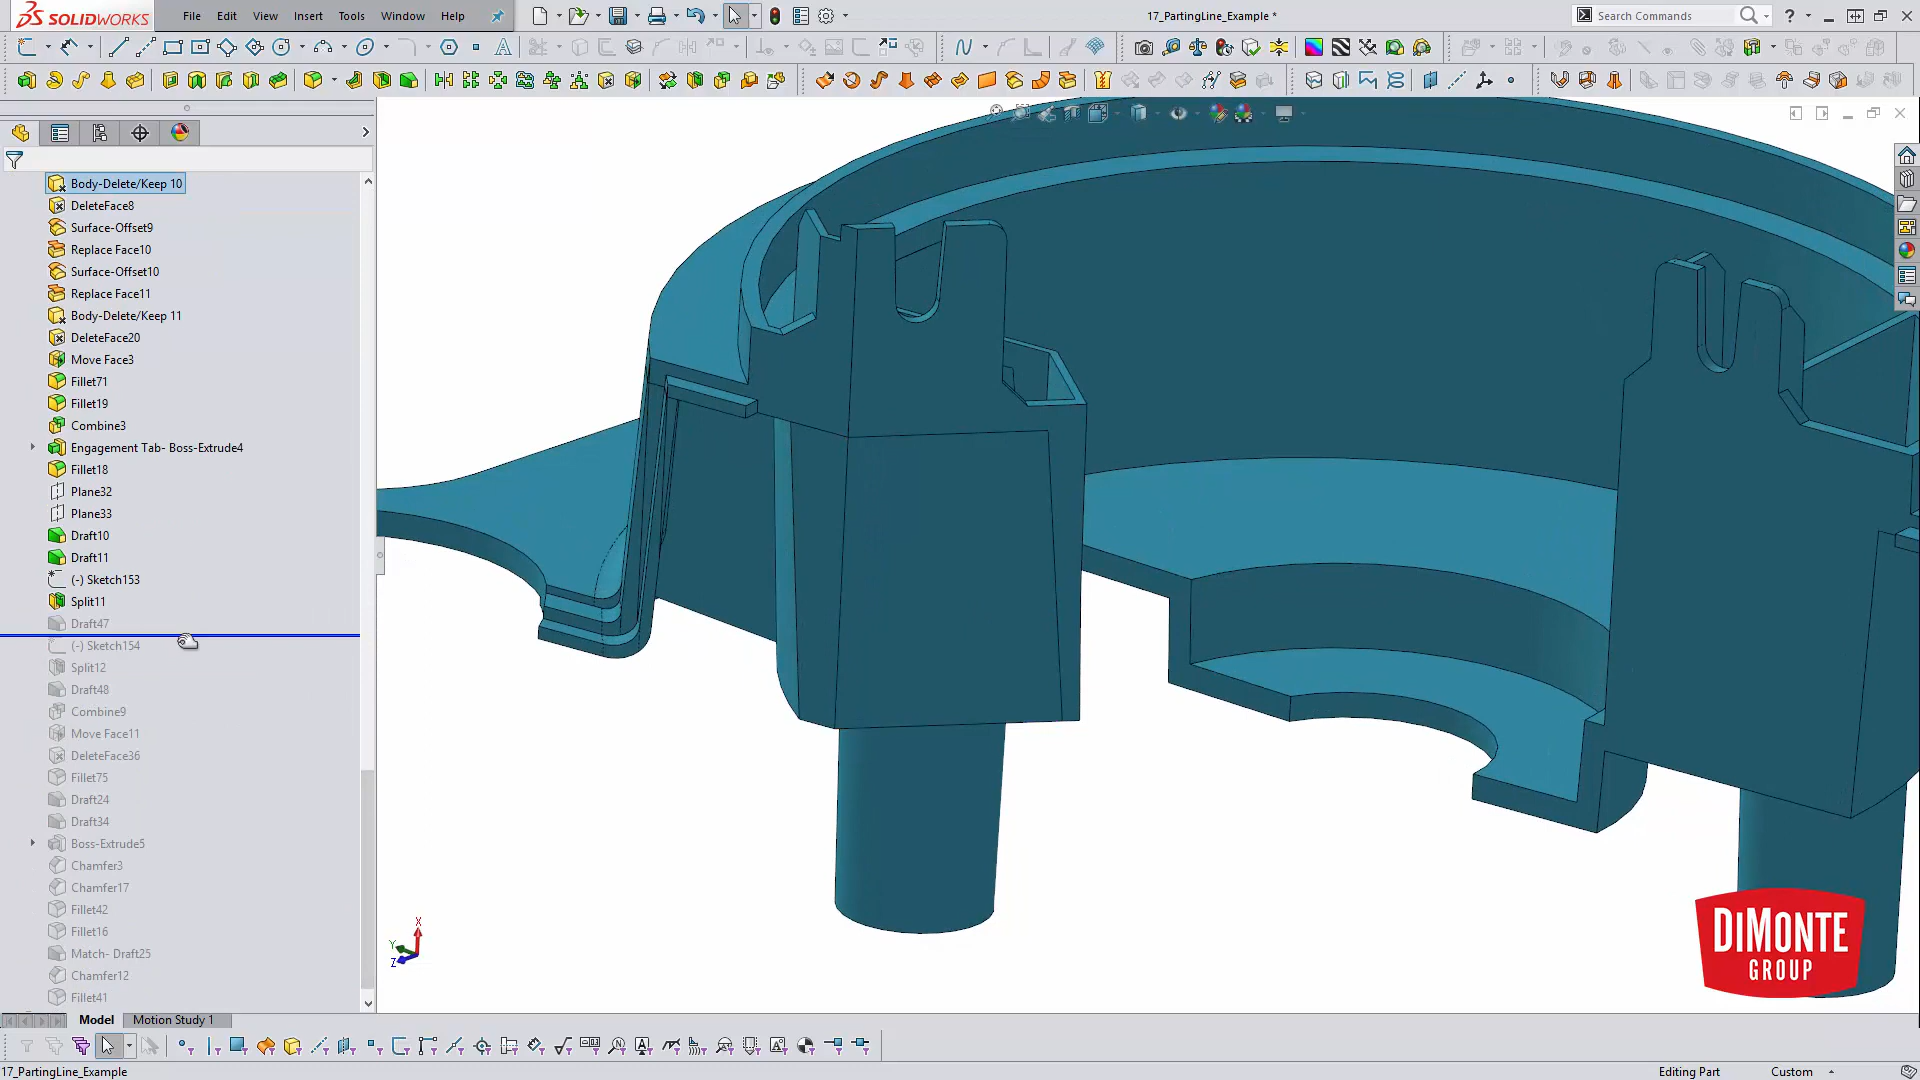 SOLIDWORKS
File Edit View Insert Tools Window Help
17_PartingLine_Example *
Search Commands
Body-Delete/Keep 10
DeleteFace8
Surface-Offset9
Replace Face10
Surface-Offset10
Replace Face11
Body-Delete/Keep 11
DeleteFace20
Move Face3
Fillet71
Fillet19
Combine3
Engagement Tab- Boss-Extrude4
Fillet18
Plane32
Plane33
Draft10
Draft11
(-) Sketch153
Split11
Draft47
(-) Sketch154
Split12
Draft48
Combine9
Move Face11
DeleteFace36
Fillet75
Draft24
Draft34
Boss-Extrude5
Chamfer3
Chamfer17
Fillet42
Fillet16
Match- Draft25
Chamfer12
Fillet41
X
Y
Z
DIMONTE
GROUP
Model
Motion Study 1
17_PartingLine_Example
Editing Part
Custom